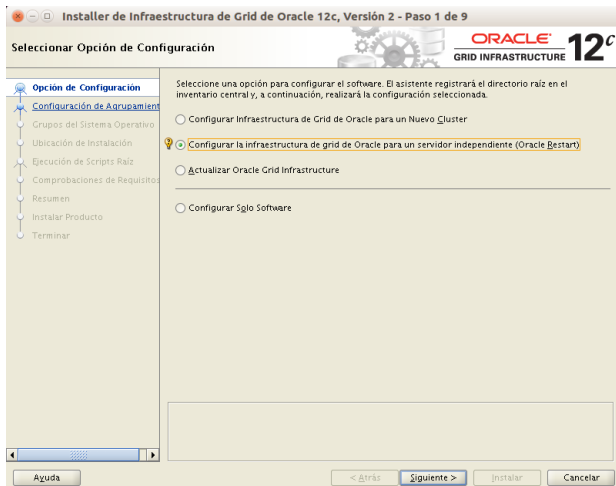 Installer de Infraestructura de Grid de Oracle 12c, Versión 2 - Paso 1 de 9
Seleccionar Opción de Configuración
ORACLE
GRID INFRASTRUCTURE
12c
Opción de Configuración
Configuración de Agrupamient
Grupos del Sistema Operativo
Ubicación de Instalación
Ejecución de Scripts Raíz
Comprobaciones de Requisitos
Resumen
Instalar Producto
Terminar
Seleccione una opción para configurar el software. El asistente registrará el directorio raíz en el
inventario central y, a continuación, realizará la configuración seleccionada.
Configurar Infraestructura de Grid de Oracle para un Nuevo Cluster
Configurar la infraestructura de grid de Oracle para un servidor independiente (Oracle Restart)
Actualizar Oracle Grid Infrastructure
Configurar Solo Software
Ayuda
< Atrás
Siguiente >
Instalar
Cancelar